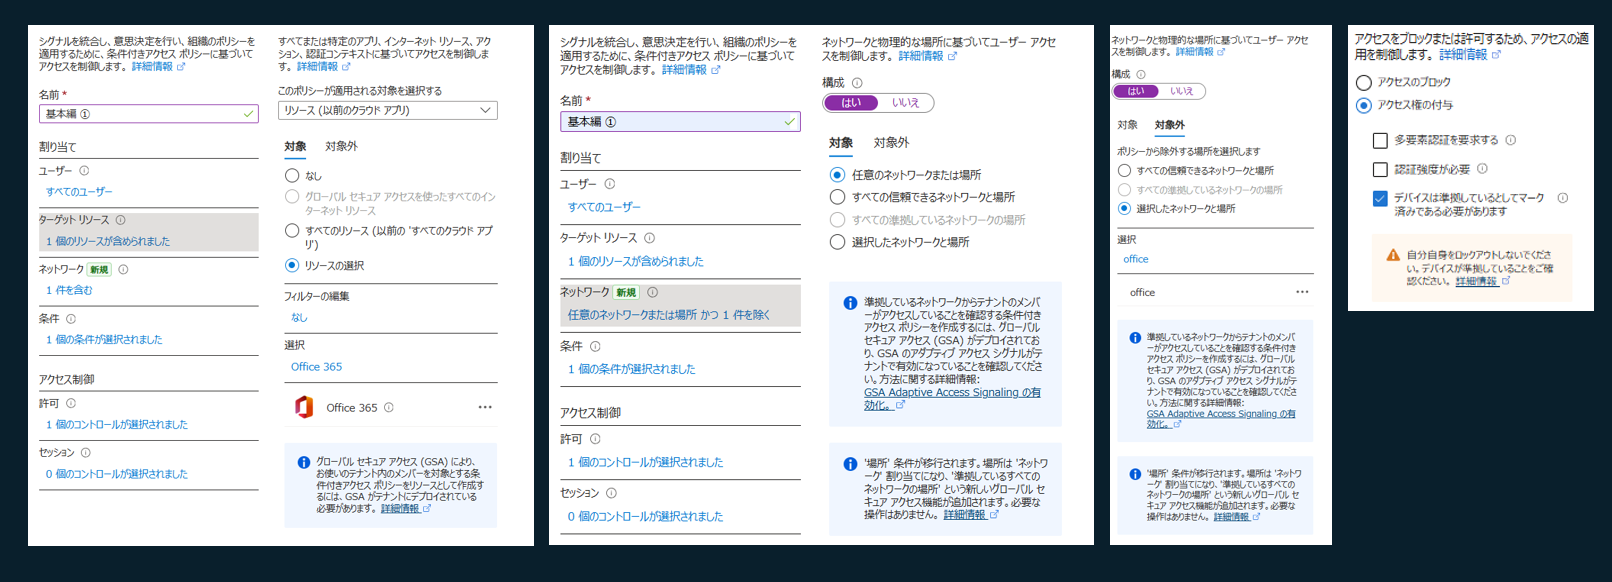 シグナルを統合し、意思決定を行い、組織のポリシーを
適用するために、条件付きアクセス ポリシーに基づいて
アクセスを制御します。 詳細情報
名前 *
基本編 ①
割り当て
ユーザー
すべてのユーザー
ターゲット リソース
1 個のリソースが含められました
ネットワーク 新規
1 件を含む
条件
1 個の条件が選択されました
アクセス制御
許可
1 個のコントロールが選択されました
セッション
0 個のコントロールが選択されました
すべてまたは特定のアプリ、インターネット リソース、アク
ション、認証コンテキストに基づいてアクセスを制御しま
す。 詳細情報
このポリシーが適用される対象を選択する
リソース (以前のクラウド アプリ)
対象 対象外
なし
グローバル セキュア アクセスを使ったすべてのイン
ターネット リソース
すべてのリソース (以前の 'すべてのクラウド アプ
リ')
リソースの選択
フィルターの編集
なし
選択
Office 365
Office 365
グローバル セキュア アクセス (GSA) により、
お使いのテナント内のメンバーを対象とする条
件付きアクセス ポリシーをリソースとして作成す
るには、GSA がテナントにデプロイされている
必要があります。 詳細情報
シグナルを統合し、意思決定を行い、組織のポリシーを
適用するために、条件付きアクセス ポリシーに基づいて
アクセスを制御します。 詳細情報
名前 *
基本編 ①
割り当て
ユーザー
すべてのユーザー
ターゲット リソース
1 個のリソースが含められました
ネットワーク 新規
任意のネットワークまたは場所 かつ 1 件を除く
条件
1 個の条件が選択されました
アクセス制御
許可
1 個のコントロールが選択されました
セッション
0 個のコントロールが選択されました
ネットワークと物理的な場所に基づいてユーザー アクセ
スを制御します。 詳細情報
構成
はい いいえ
対象 対象外
任意のネットワークまたは場所
すべての信頼できるネットワークと場所
すべての準拠しているネットワークの場所
選択したネットワークと場所
準拠しているネットワークからテナントのメンバ
ーがアクセスしていることを確認する条件付き
アクセス ポリシーを作成するには、グローバル
セキュア アクセス (GSA) がデプロイされてお
り、GSA のアダプティブ アクセス シグナルがテ
ナントで有効になっていることを確認してくださ
い。方法に関する詳細情報:
GSA Adaptive Access Signaling の有
効化。
'場所' 条件が移行されます。場所は 'ネットワ
ーク' 割り当てになり、'準拠しているすべての
ネットワークの場所' という新しいグローバル セ
キュア アクセス機能が追加されます。必要な
操作はありません。 詳細情報
ネットワークと物理的な場所に基づいてユーザー アクセ
スを制御します。 詳細情報
構成
はい いいえ
対象 対象外
ポリシーから除外する場所を選択します
すべての信頼できるネットワークと場所
すべての準拠しているネットワークの場所
選択したネットワークと場所
選択
office
office
準拠しているネットワークからテナントのメンバ
ーがアクセスしていることを確認する条件付き
アクセス ポリシーを作成するには、グローバル
セキュア アクセス (GSA) がデプロイされてお
り、GSA のアダプティブ アクセス シグナルがテ
ナントで有効になっていることを確認してくださ
い。方法に関する詳細情報:
GSA Adaptive Access Signaling の有
効化。
'場所' 条件が移行されます。場所は 'ネットワ
ーク' 割り当てになり、'準拠しているすべての
ネットワークの場所' という新しいグローバル セ
キュア アクセス機能が追加されます。必要な
操作はありません。 詳細情報
アクセスをブロックまたは許可するため、アクセスの適
用を制御します。 詳細情報
アクセスのブロック
アクセス権の付与
多要素認証を要求する
認証強度が必要
デバイスは準拠しているとしてマーク
済みである必要があります
自分自身をロックアウトしないでくださ
い。デバイスが準拠していることをご確
認ください。 詳細情報